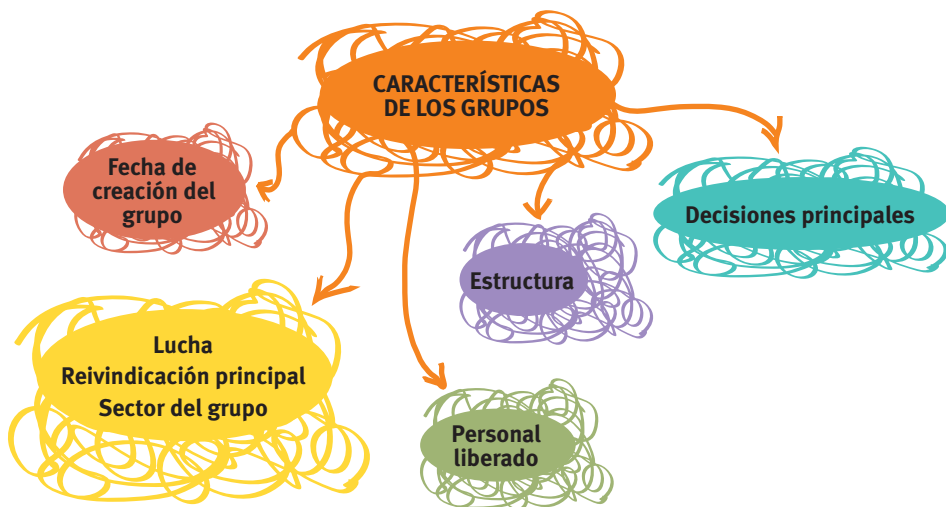 CARACTERÍSTICAS
DE LOS GRUPOS
Fecha de
creación del
grupo
Decisiones principales
Estructura
Lucha
Reivindicación principal
Sector del grupo
Personal
liberado